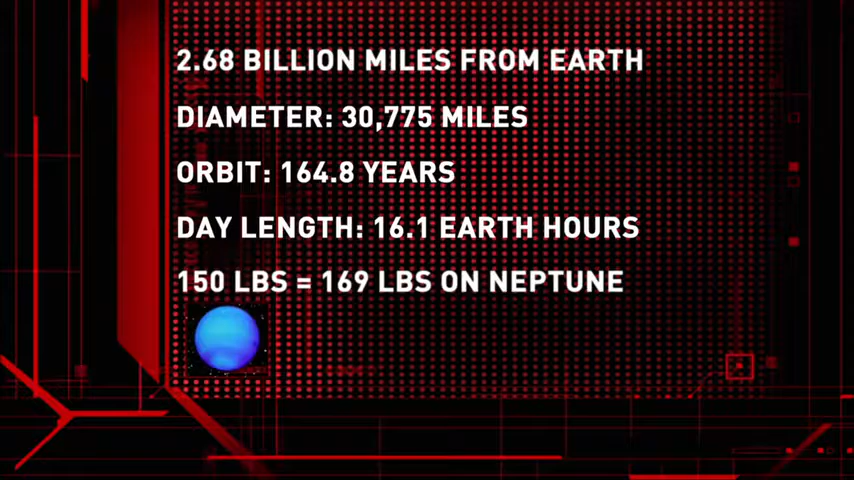 2.68 BILLION MILES FROM EARTH
DIAMETER: 30,775 MILES
ORBIT: 164.8 YEARS
DAY LENGTH: 16.1 EARTH HOURS
150 LBS = 169 LBS ON NEPTUNE